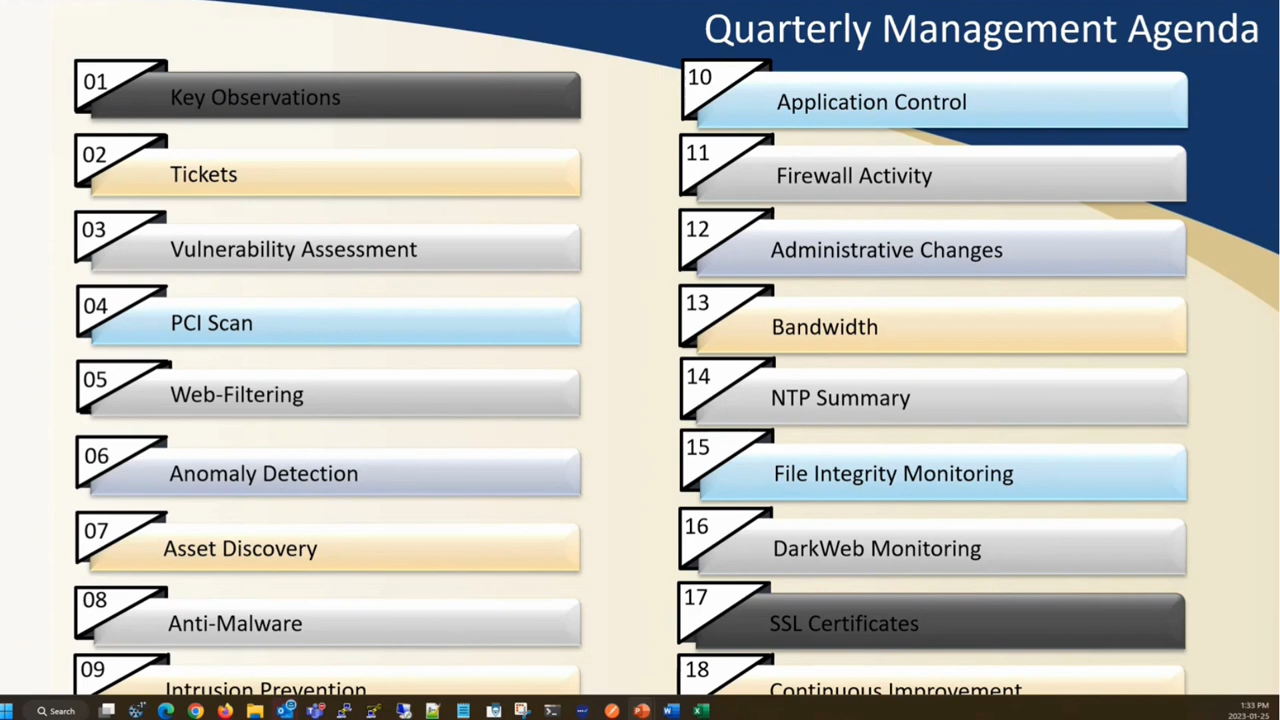 Quarterly Management Agenda
01 Key Observations
02 Tickets
03 Vulnerability Assessment
04 PCI Scan
05 Web-Filtering
06 Anomaly Detection
07 Asset Discovery
08 Anti-Malware
09 Intrusion Prevention
10 Application Control
11 Firewall Activity
12 Administrative Changes
13 Bandwidth
14 NTP Summary
15 File Integrity Monitoring
16 DarkWeb Monitoring
17 SSL Certificates
18 Continuous Improvement
Search
1:33 PM
2023-01-25